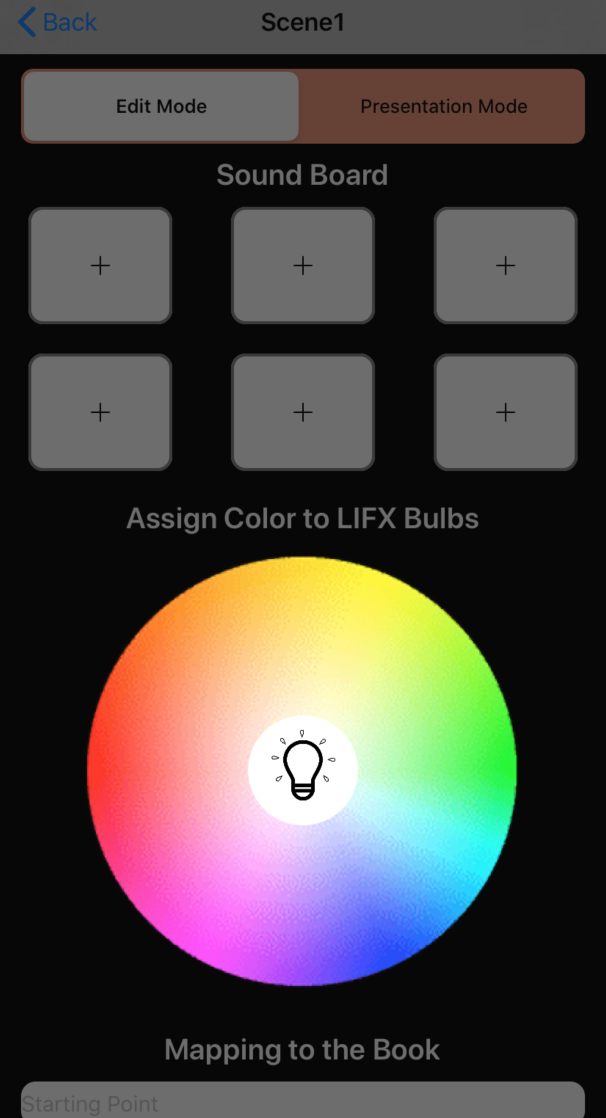 Back
Scene1
Edit Mode
Presentation Mode
Sound Board
+ + +
+ + +
Assign Color to LIFX Bulbs
Mapping to the Book
Starting Point